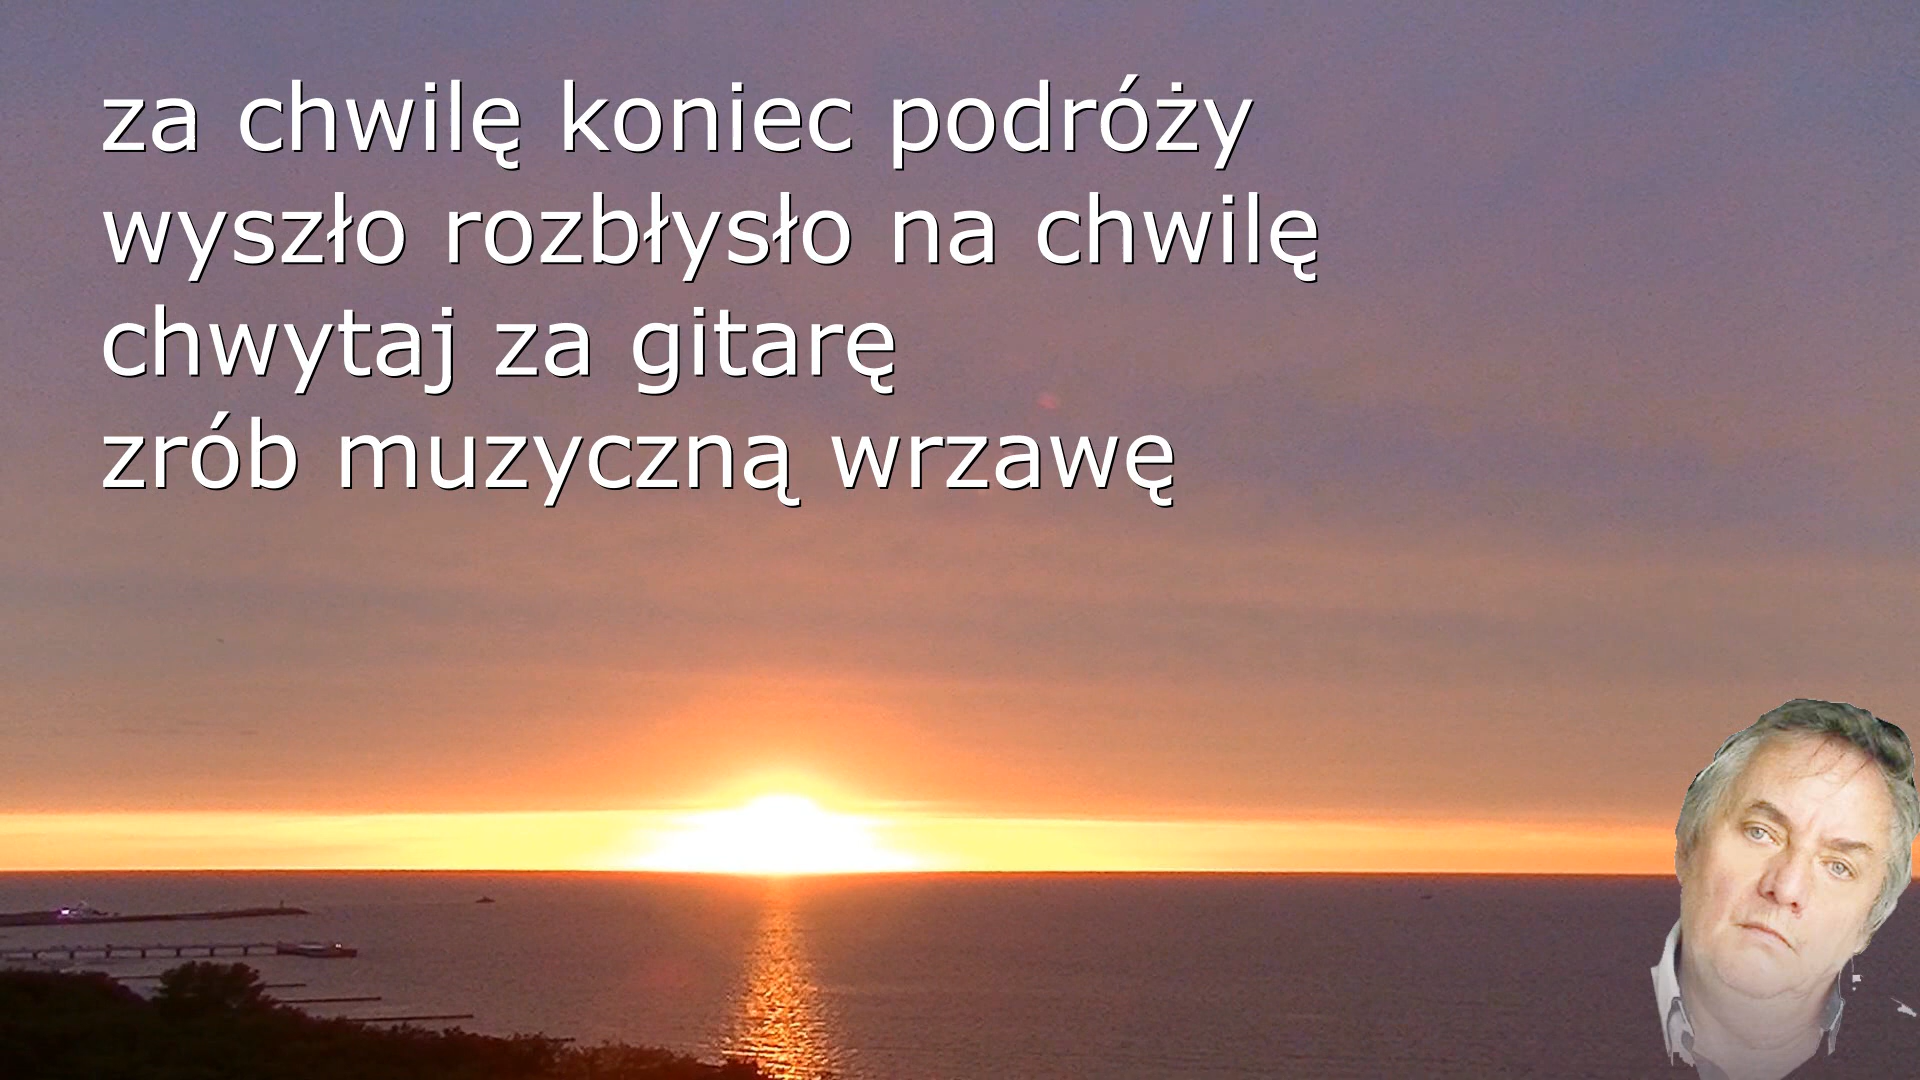 za chwilę koniec podróży
wyszło rozbłysło na chwilę
chwytaj za gitarę
zrób muzyczną wrzawę